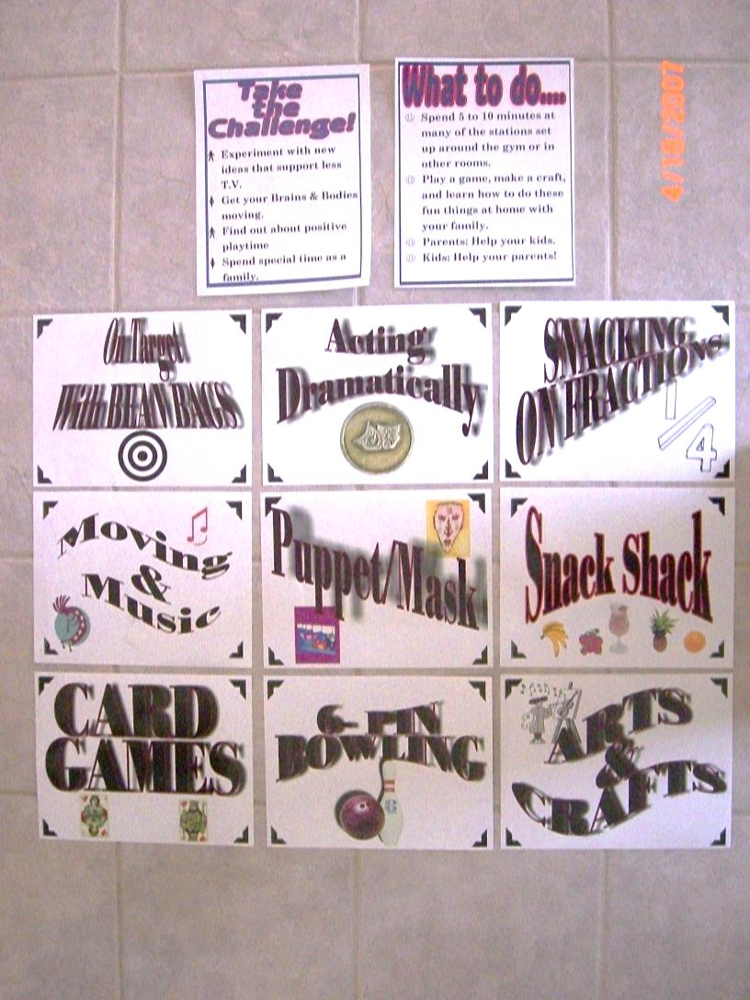 Take
the
Challenge!
Experiment with new
ideas that support less
T.V.
Get your Brains & Bodies
moving.
Find out about positive
playtime
Spend special time as a
family.
What to do....
Spend 5 to 10 minutes at
many of the stations set
up around the gym or in
other rooms.
Play a game, make a craft,
and learn how to do these
fun things at home with
your family.
Parents: Help your kids.
Kids: Help your parents!
4/18/2007
On Target
With BEAN BAGS
Acting
Dramatically
SNACKING
ON FRACTIONS
1/4
Moving
&
Music
Puppet/Mask
Snack Shack
CARD
GAMES
6-PIN
BOWLING
ARTS
&
CRAFTS